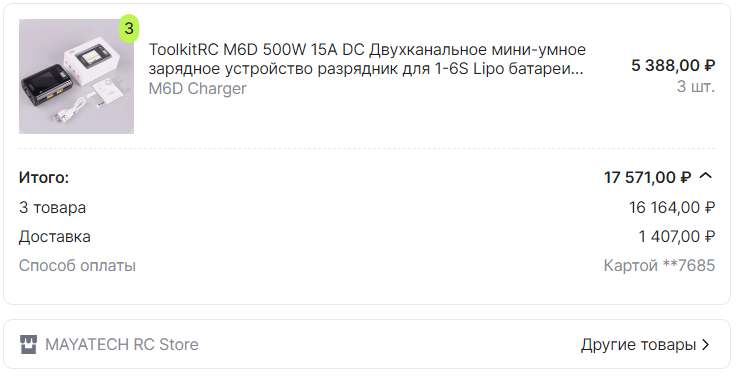 3
ToolkitRC M6D 500W 15A DC Двухканальное мини-умное
зарядное устройство разрядник для 1-6S Lipo батареи...
M6D Charger
5 388,00 ₽
3 шт.
Итого:
17 571,00 ₽
3 товара
16 164,00 ₽
Доставка
1 407,00 ₽
Способ оплаты
Картой **7685
MAYATECH RC Store
Другие товары